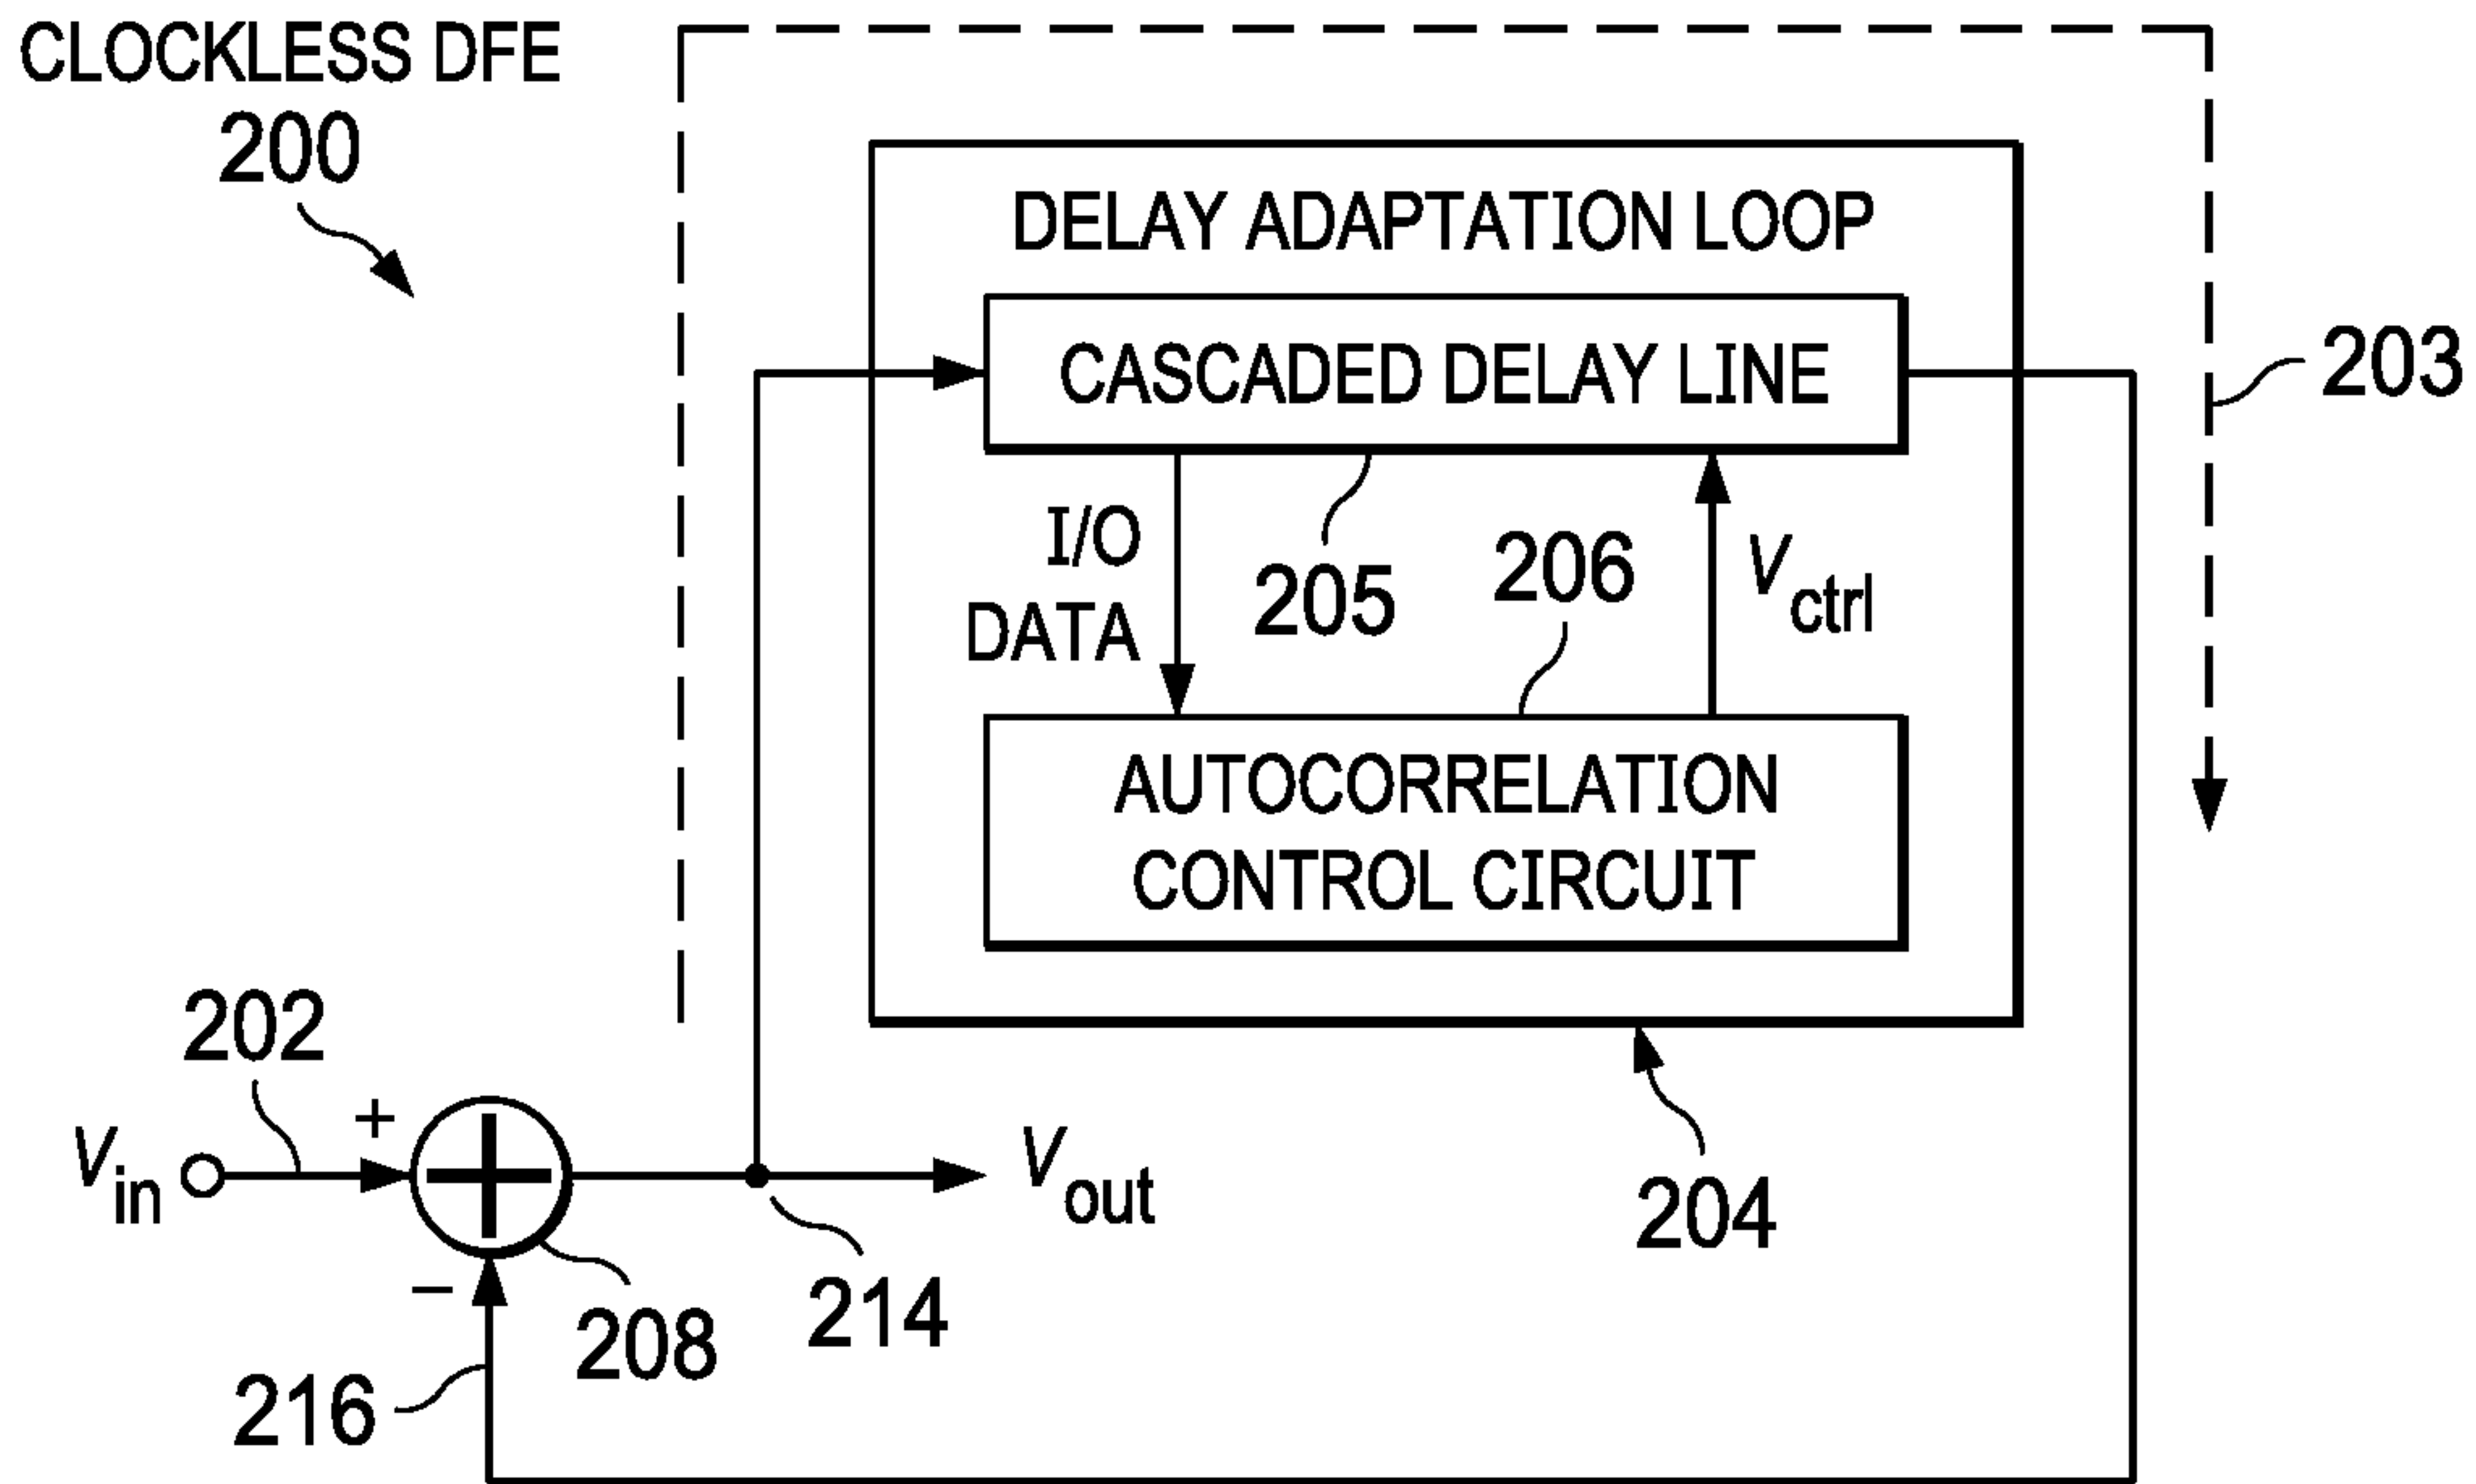 CLOCKLESS DFE
200
DELAY ADAPTATION LOOP
CASCADED DELAY LINE
203
I/O
DATA
205
206
Vctrl
AUTOCORRELATION
CONTROL CIRCUIT
202
Vin
+
Vout
204
−
208
214
216